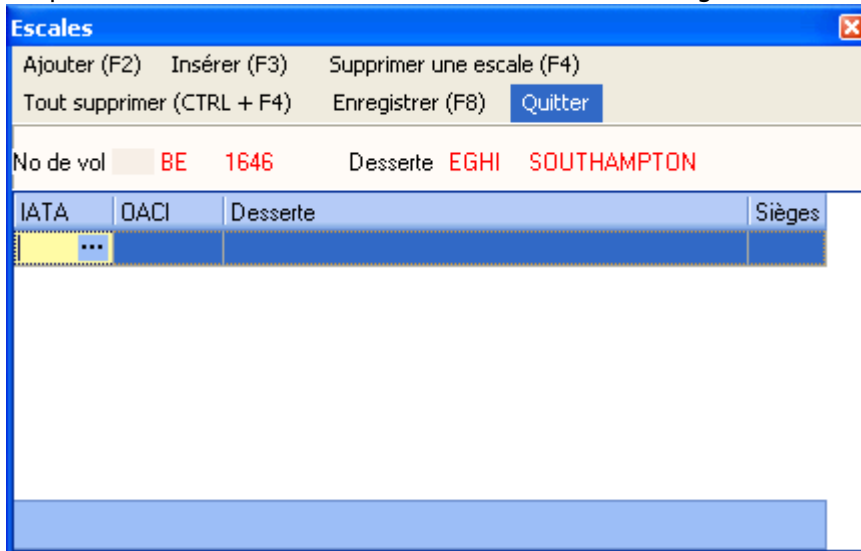 Escales
Ajouter (F2) Insérer (F3) Supprimer une escale (F4)
Tout supprimer (CTRL + F4) Enregistrer (F8) Quitter
No de vol BE 1646 Desserte EGHI SOUTHAMPTON
IATA OACI Desserte Sièges